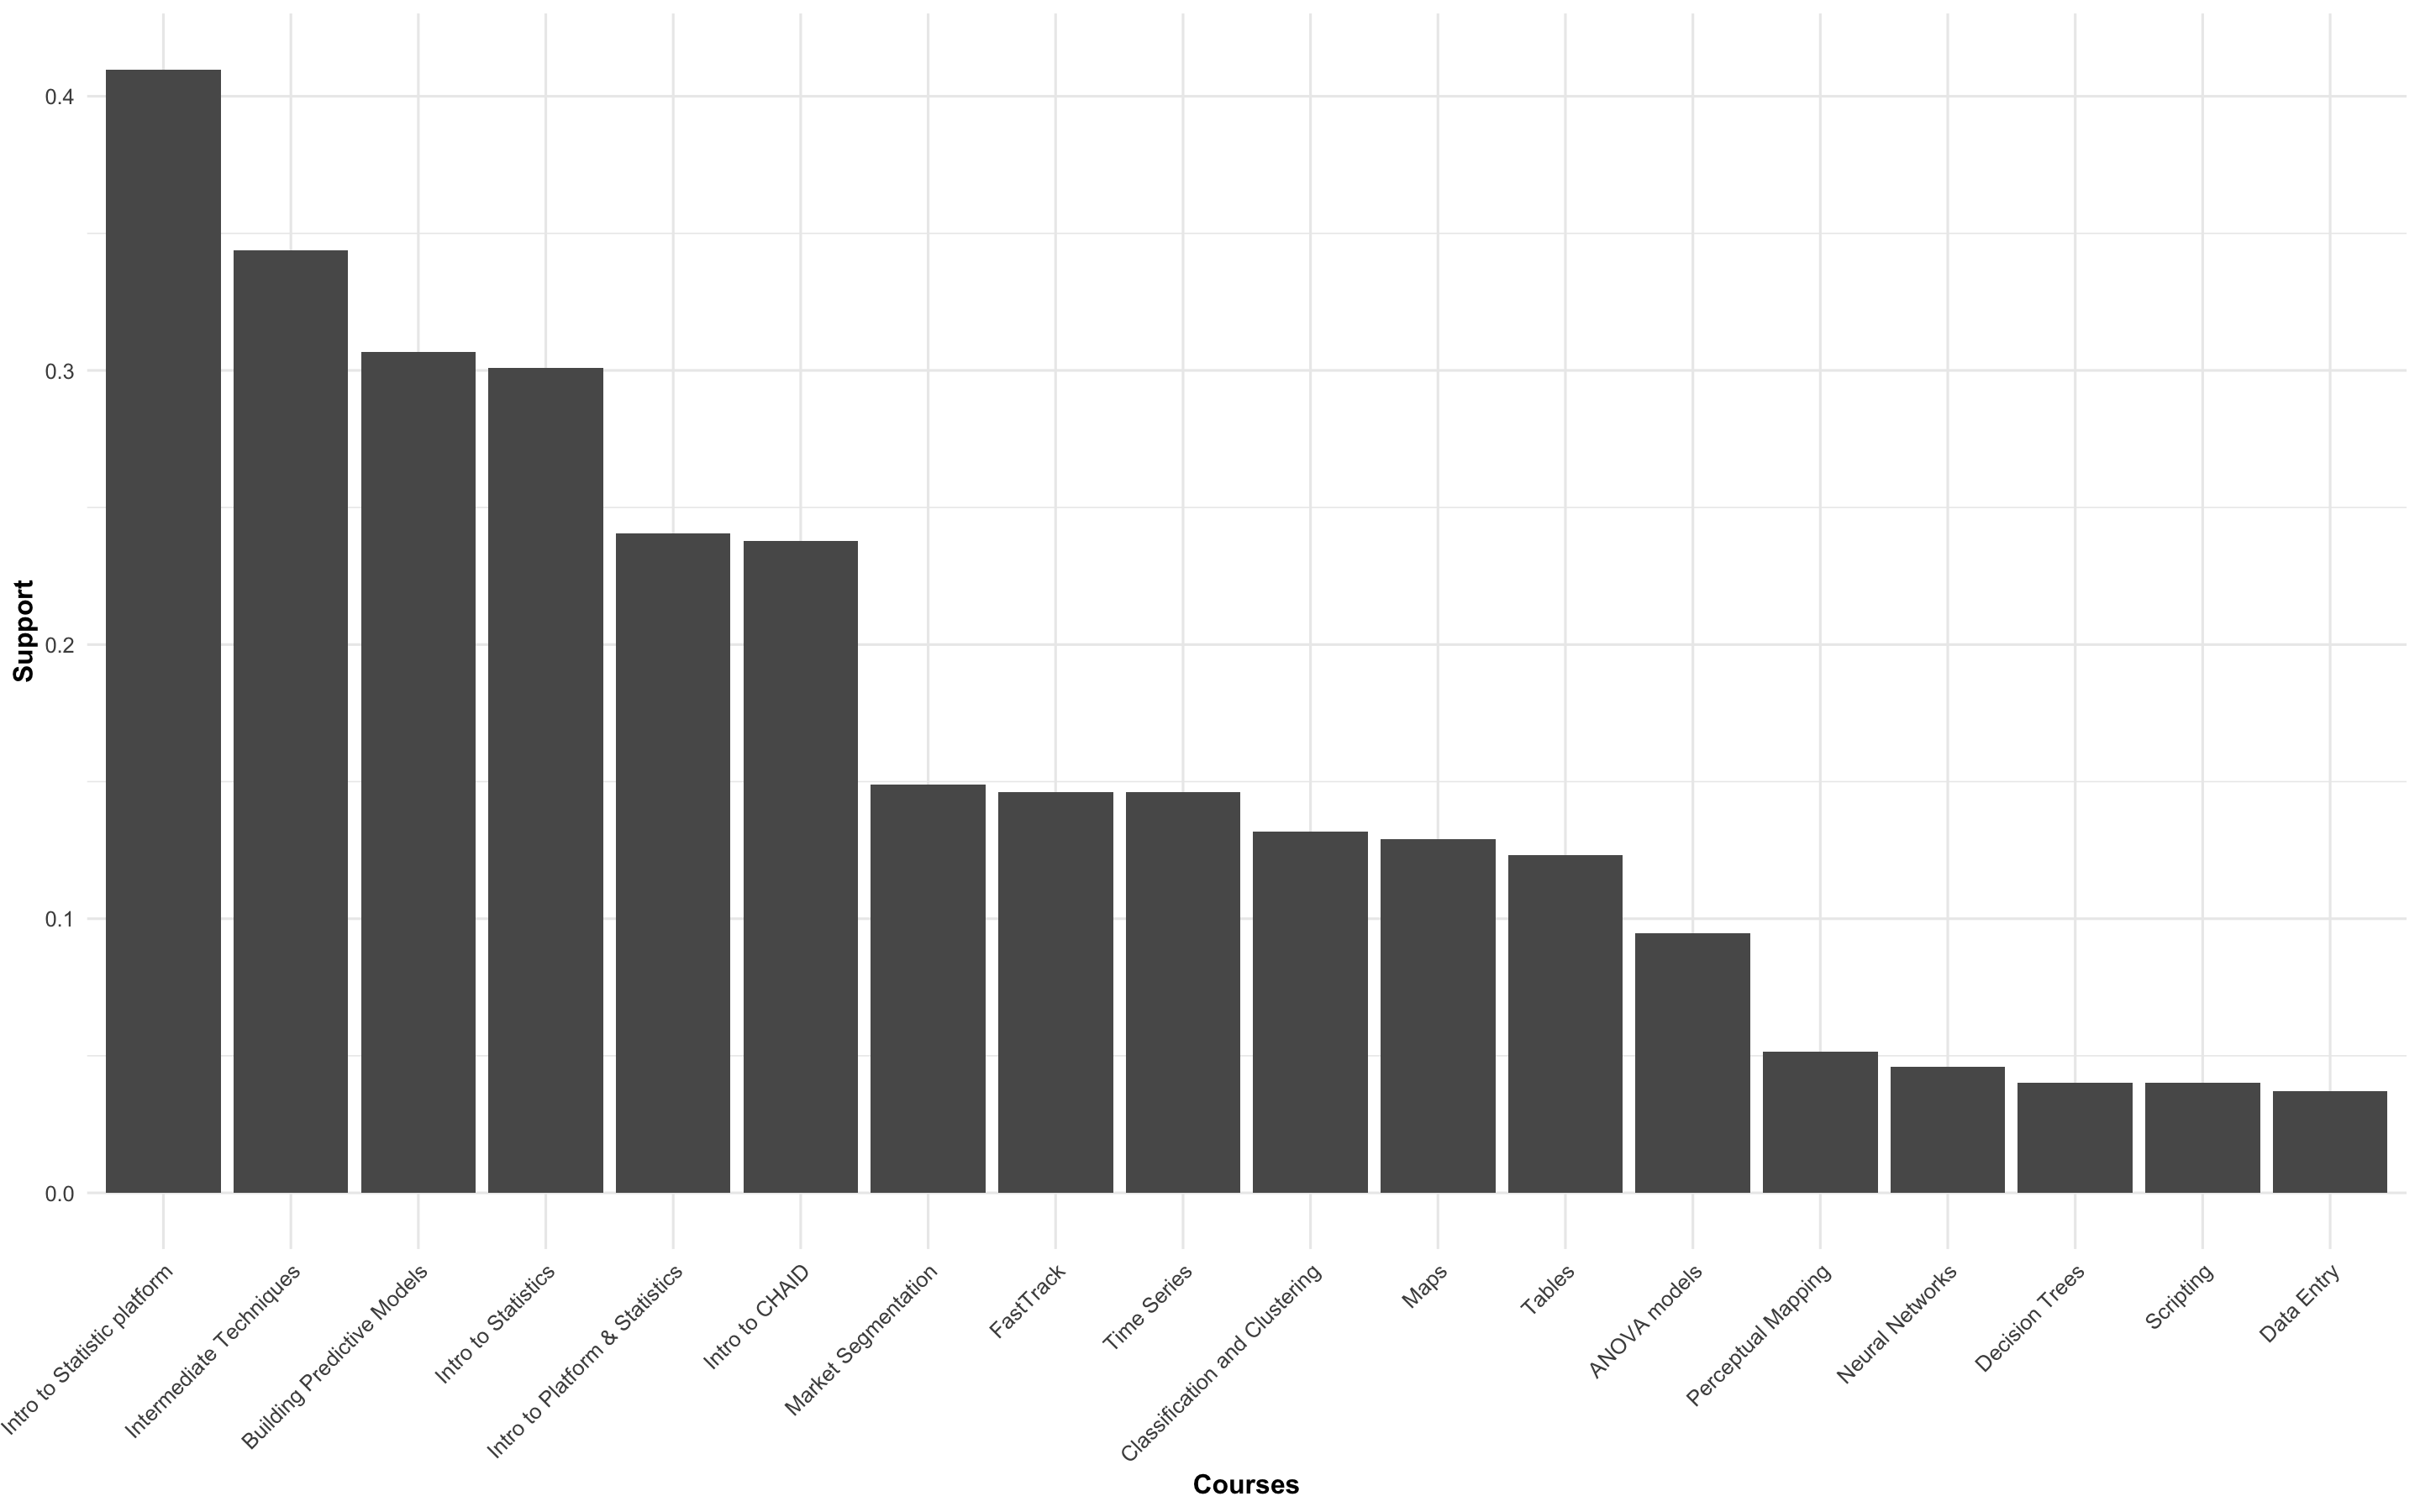 0.4
0.3
0.2
0.1
0.0
Support
Intro to Statistic platform
Intermediate Techniques
Building Predictive Models
Intro to Statistics
Intro to Platform & Statistics
Intro to CHAID
Market Segmentation
FastTrack
Time Series
Classification and Clustering
Maps
Tables
ANOVA models
Perceptual Mapping
Neural Networks
Decision Trees
Scripting
Data Entry
Courses